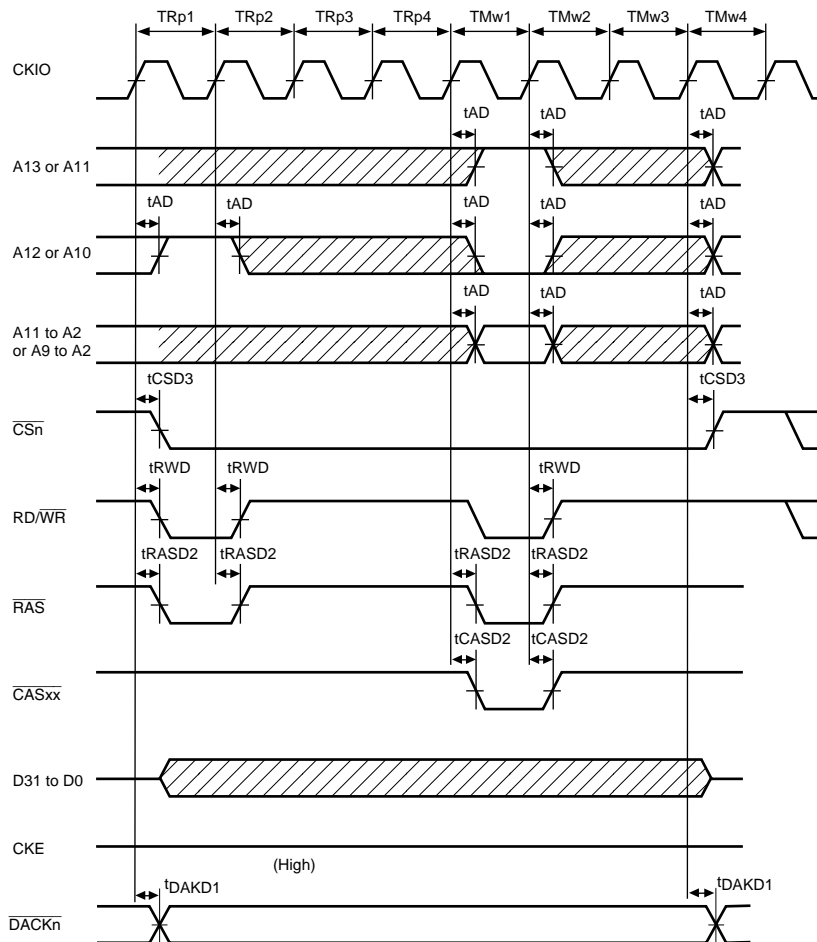 TRp1 TRp2 TRp3 TRp4 TMw1 TMw2 TMw3 TMw4
CKIO
tAD tAD tAD
A13 or A11
tAD tAD tAD tAD tAD
A12 or A10
tAD tAD tAD
A11 to A2
or A9 to A2
tCSD3 tCSD3
CSn
tRWD tRWD tRWD
RD/WR
tRASD2 tRASD2 tRASD2 tRASD2
RAS
tCASD2 tCASD2
CASxx
D31 to D0
CKE
(High)
tDAKD1 tDAKD1
DACKn